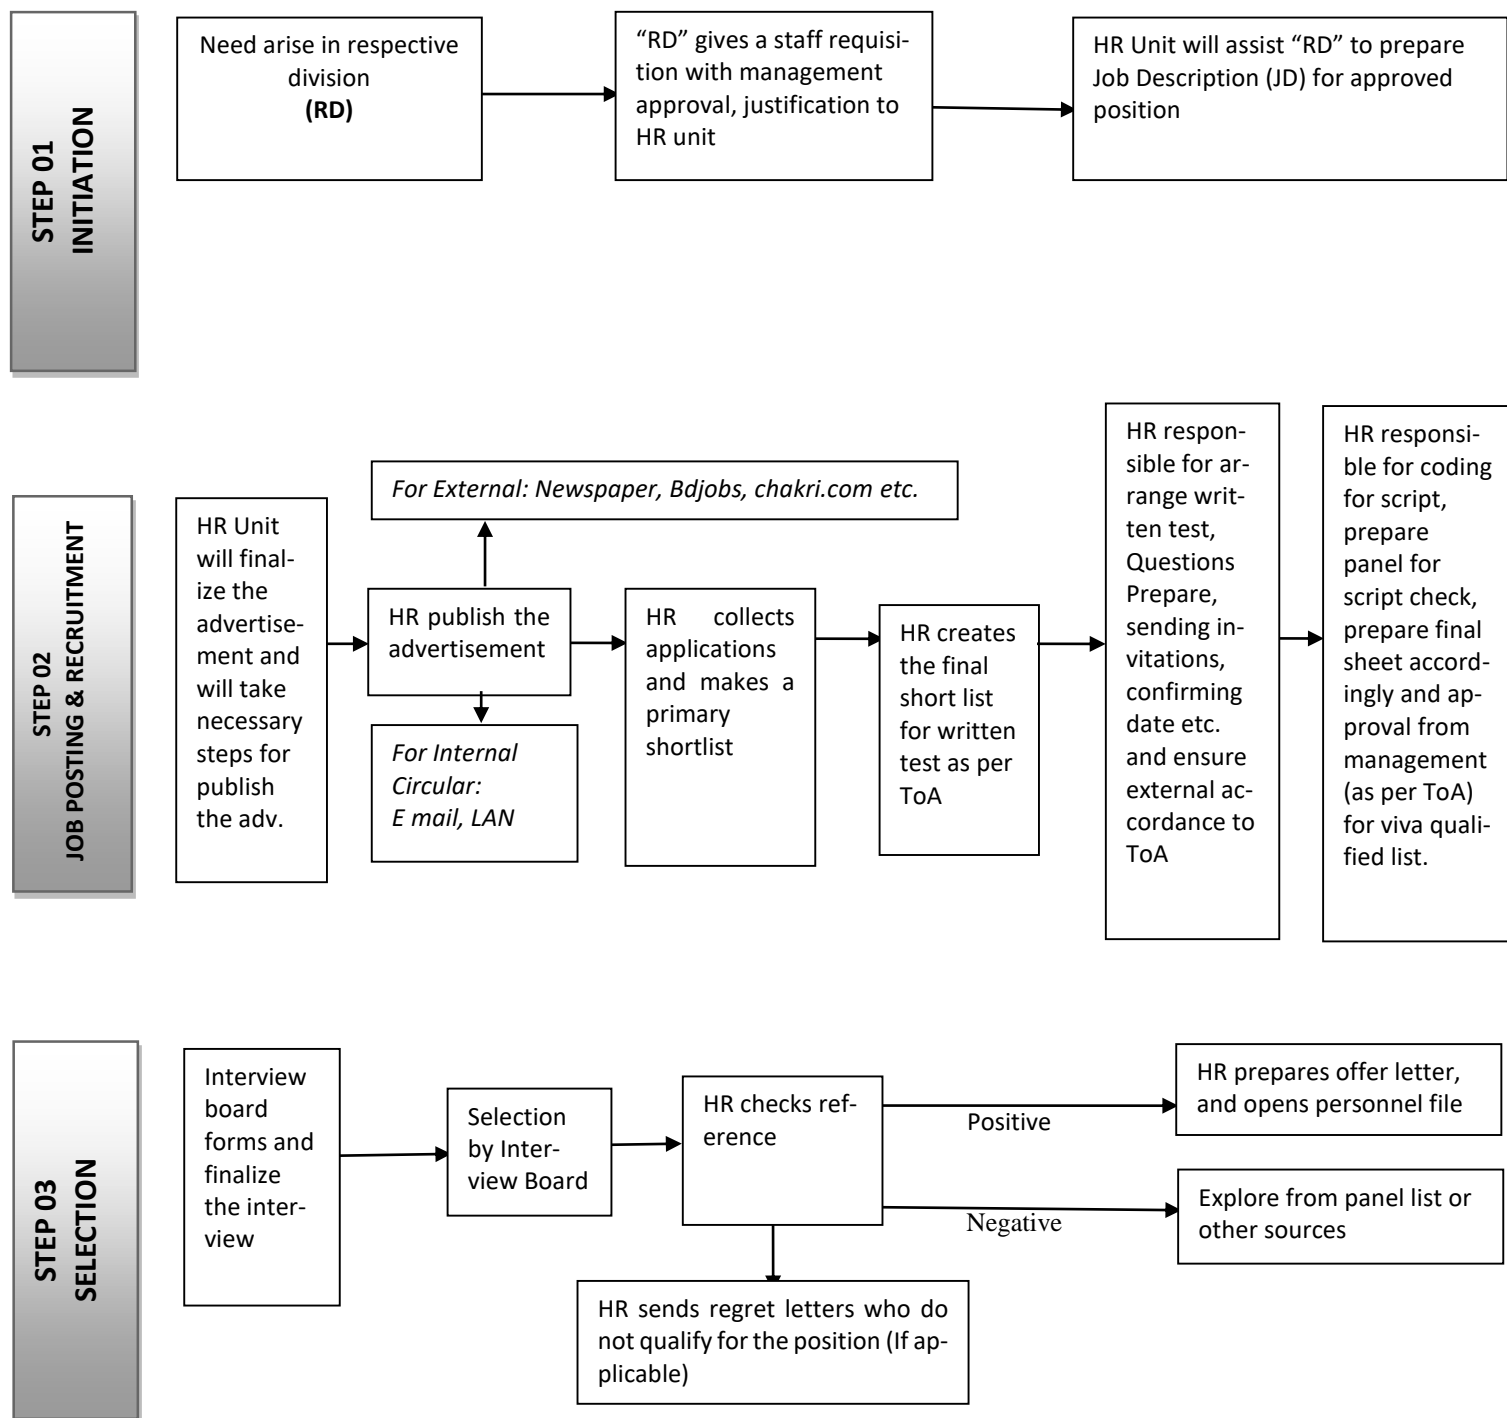 STEP 01
INITIATION
Need arise in respective
division
(RD)
“RD” gives a staff requisi-
tion with management
approval, justification to
HR unit
HR Unit will assist “RD” to prepare
Job Description (JD) for approved
position
STEP 02
JOB POSTING & RECRUITMENT
HR Unit
will final-
ize the
advertise-
ment and
will take
necessary
steps for
publish
the adv.
For External: Newspaper, Bdjobs, chakri.com etc.
HR publish the
advertisement
For Internal
Circular:
E mail, LAN
HR collects
applications
and makes a
primary
shortlist
HR creates
the final
short list
for written
test as per
ToA
HR respon-
sible for ar-
range writ-
ten test,
Questions
Prepare,
sending in-
vitations,
confirming
date etc.
and ensure
external ac-
cordance to
ToA
HR responsi-
ble for coding
for script,
prepare
panel for
script check,
prepare final
sheet accord-
ingly and ap-
proval from
management
(as per ToA)
for viva quali-
fied list.
STEP 03
SELECTION
Interview
board
forms and
finalize
the inter-
view
Selection
by Inter-
view Board
HR checks ref-
erence
Positive
HR prepares offer letter,
and opens personnel file
Negative
Explore from panel list or
other sources
HR sends regret letters who do
not qualify for the position (If ap-
plicable)